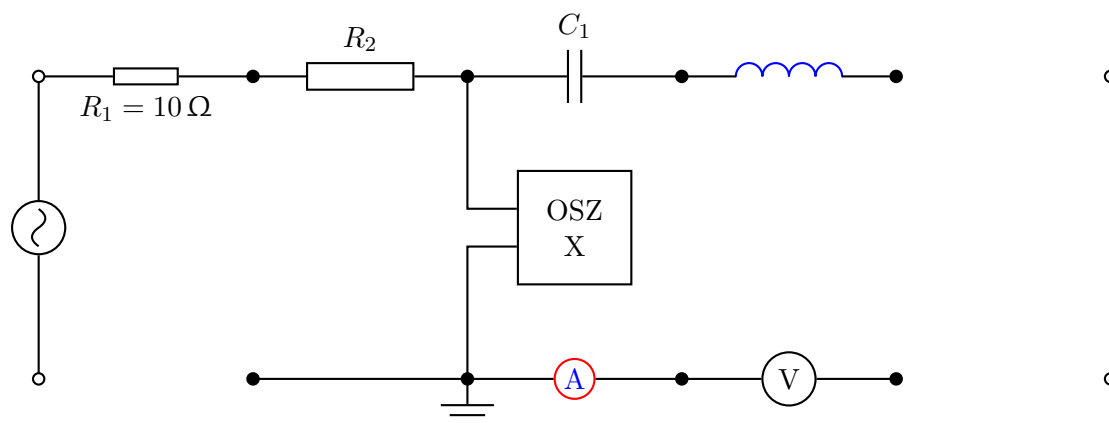 C₁
R₂
R₁ = 10 Ω
OSZ
X
A
V